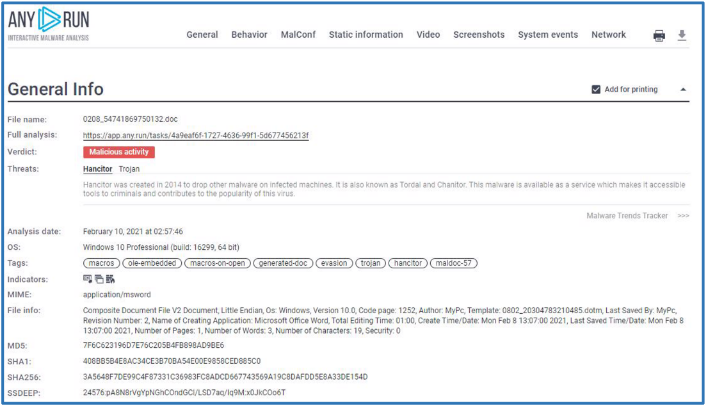 ANY RUN
INTERACTIVE MALWARE ANALYSIS
General Behavior MalConf Static information Video Screenshots System events Network
General Info
Add for printing
File name: 0208_54741869750132.doc
Full analysis: https://app.any.run/tasks/4a9eaf6f-1727-4636-99f1-5d677456213f
Verdict: Malicious activity
Threats: Hancitor Trojan
Hancitor was created in 2014 to drop other malware on infected machines. It is also known as Tordal and Chanitor. This malware is available as a service which makes it accessible
tools to criminals and contributes to the popularity of this virus.
Malware Trends Tracker >>>
Analysis date: February 10, 2021 at 02:57:46
OS: Windows 10 Professional (build: 16299, 64 bit)
Tags: macros ole-embedded macros-on-open generated-doc evasion trojan hancitor maldoc-57
Indicators:
MIME: application/msword
File info: Composite Document File V2 Document, Little Endian, Os: Windows, Version 10.0, Code page: 1252, Author: MyPc, Template: 0802_20304783210485.dotm, Last Saved By: MyPc,
Revision Number: 2, Name of Creating Application: Microsoft Office Word, Total Editing Time: 01:00, Create Time/Date: Mon Feb 8 13:07:00 2021, Last Saved Time/Date: Mon Feb 8
13:07:00 2021, Number of Pages: 1, Number of Words: 3, Number of Characters: 19, Security: 0
MD5: 7F6C623196D7E76C205B4FB898AD9BE6
SHA1: 408BB5B4E8AC34CE3B70BA54E00E9858CED885C0
SHA256: 3A5648F7DE99C4F87331C36983FC8ADCD667743569A19C8DAFDD5E8A33DE154D
SSDEEP: 24576:pA8N8rVgYpNGhCOndGCI/LSD7aq/Iq9M:x0JkCOo6T